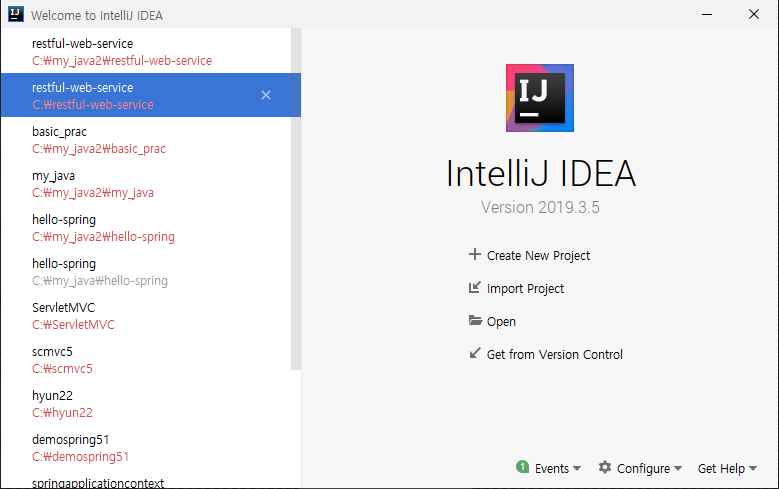 Welcome to IntelliJ IDEA
restful-web-service
C:₩my_java2₩restful-web-service
restful-web-service
C:₩restful-web-service
basic_prac
C:₩my_java2₩basic_prac
my_java
C:₩my_java2₩my_java
hello-spring
C:₩my_java2₩hello-spring
hello-spring
C:₩my_java₩hello-spring
ServletMVC
C:₩ServletMVC
scmvc5
C:₩scmvc5
hyun22
C:₩hyun22
demospring51
C:₩demospring51
springapplicationcontext
IJ
IntelliJ IDEA
Version 2019.3.5
Create New Project
Import Project
Open
Get from Version Control
1 Events Configure Get Help